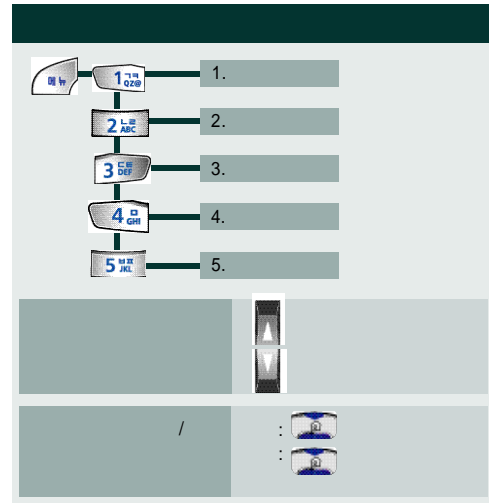 메뉴 1 ㄱㅋ QZ@ 1.
2 ㄴㄹ ABC 2.
3 ㄷㅌ DEF 3.
4 ㅁ GHI 4.
5 ㅂㅍ JKL 5.
/ :
: